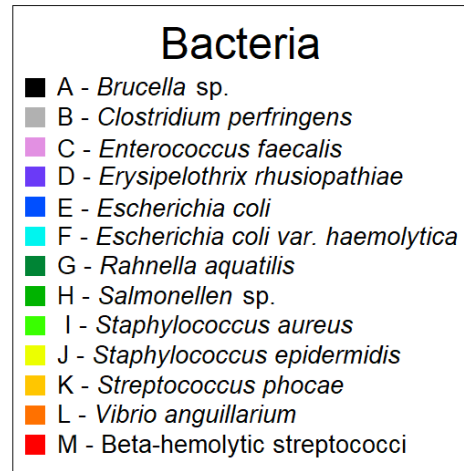 Bacteria
A - Brucella sp.
B - Clostridium perfringens
C - Enterococcus faecalis
D - Erysipelothrix rhusiopathiae
E - Escherichia coli
F - Escherichia coli var. haemolytica
G - Rahnella aquatilis
H - Salmonellen sp.
I - Staphylococcus aureus
J - Staphylococcus epidermidis
K - Streptococcus phocae
L - Vibrio anguillarium
M - Beta-hemolytic streptococci